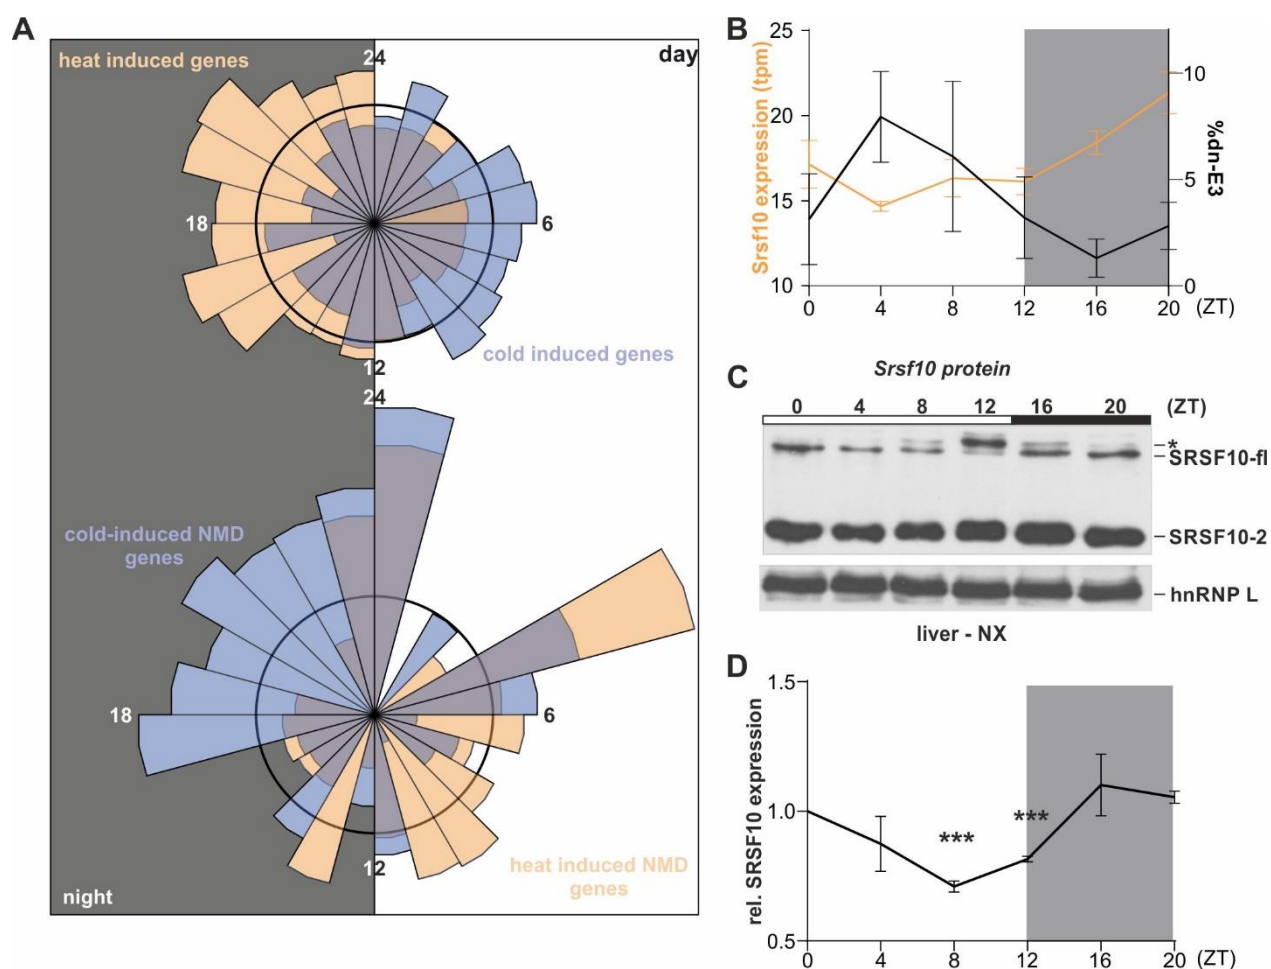 A
heat induced genes
24
day
18
6
cold induced genes
12
24
cold-induced NMD
genes
18
6
12
heat induced NMD
genes
night
B
Srsf10 expression (tpm)
25
20
15
10
%dn-E3
10
5
0
0 4 8 12 16 20 (ZT)
C
Srsf10 protein
0 4 8 12 16 20 (ZT)
*
SRSF10-fl
SRSF10-2
hnRNP L
liver - NX
D
rel. SRSF10 expression
1.5
1.0
0.5
*** ***
0 4 8 12 16 20 (ZT)